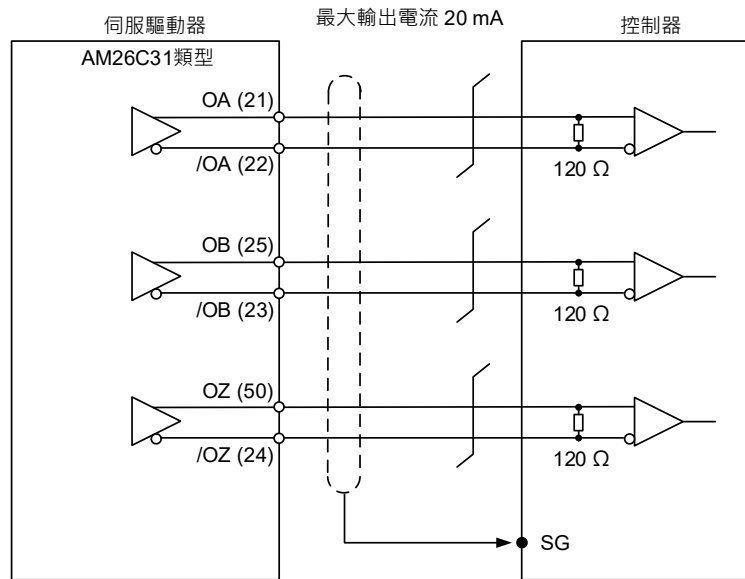 最大輸出電流 20 mA
伺服驅動器
控制器
AM26C31類型
OA (21)
/OA (22)
120 Ω
OB (25)
/OB (23)
120 Ω
OZ (50)
/OZ (24)
120 Ω
SG